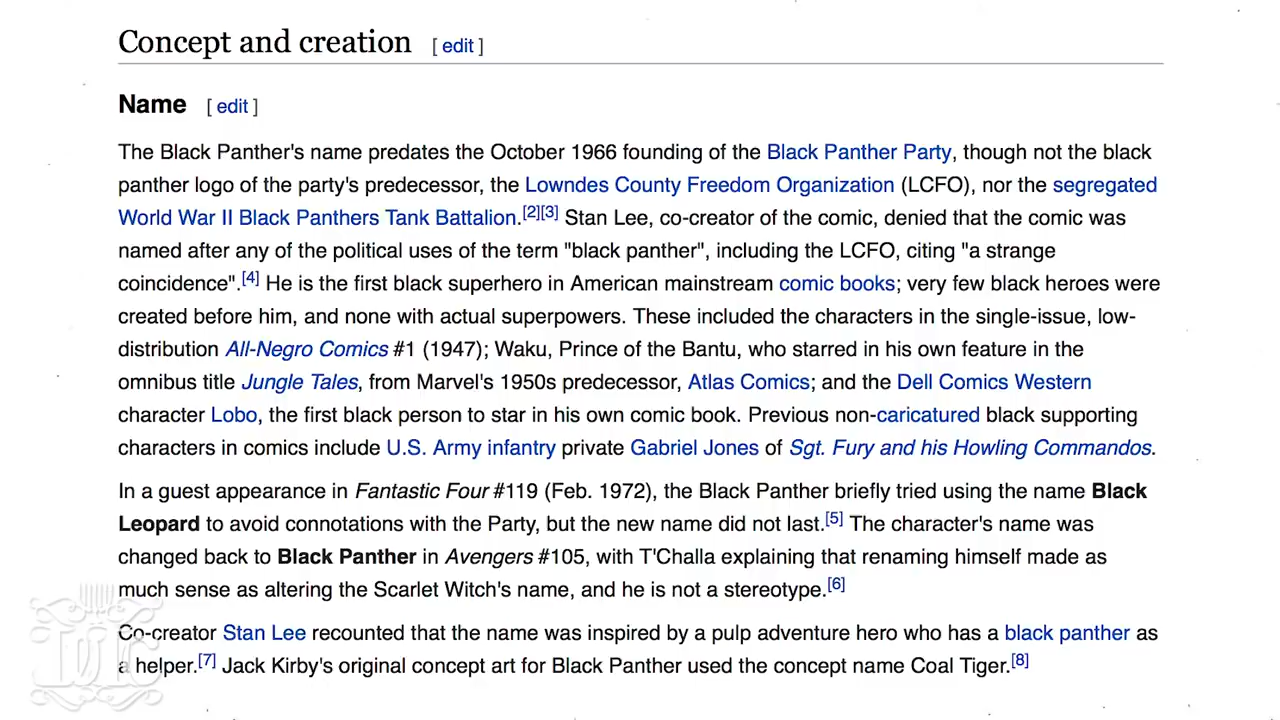 Concept and creation [ edit ]
Name [ edit ]
The Black Panther's name predates the October 1966 founding of the Black Panther Party, though not the black
panther logo of the party's predecessor, the Lowndes County Freedom Organization (LCFO), nor the segregated
World War II Black Panthers Tank Battalion.[2][3] Stan Lee, co-creator of the comic, denied that the comic was
named after any of the political uses of the term "black panther", including the LCFO, citing "a strange
coincidence".[4] He is the first black superhero in American mainstream comic books; very few black heroes were
created before him, and none with actual superpowers. These included the characters in the single-issue, low-
distribution All-Negro Comics #1 (1947); Waku, Prince of the Bantu, who starred in his own feature in the
omnibus title Jungle Tales, from Marvel's 1950s predecessor, Atlas Comics; and the Dell Comics Western
character Lobo, the first black person to star in his own comic book. Previous non-caricatured black supporting
characters in comics include U.S. Army infantry private Gabriel Jones of Sgt. Fury and his Howling Commandos.
In a guest appearance in Fantastic Four #119 (Feb. 1972), the Black Panther briefly tried using the name Black
Leopard to avoid connotations with the Party, but the new name did not last.[5] The character's name was
changed back to Black Panther in Avengers #105, with T'Challa explaining that renaming himself made as
much sense as altering the Scarlet Witch's name, and he is not a stereotype.[6]
Co-creator Stan Lee recounted that the name was inspired by a pulp adventure hero who has a black panther as
a helper.[7] Jack Kirby's original concept art for Black Panther used the concept name Coal Tiger.[8]